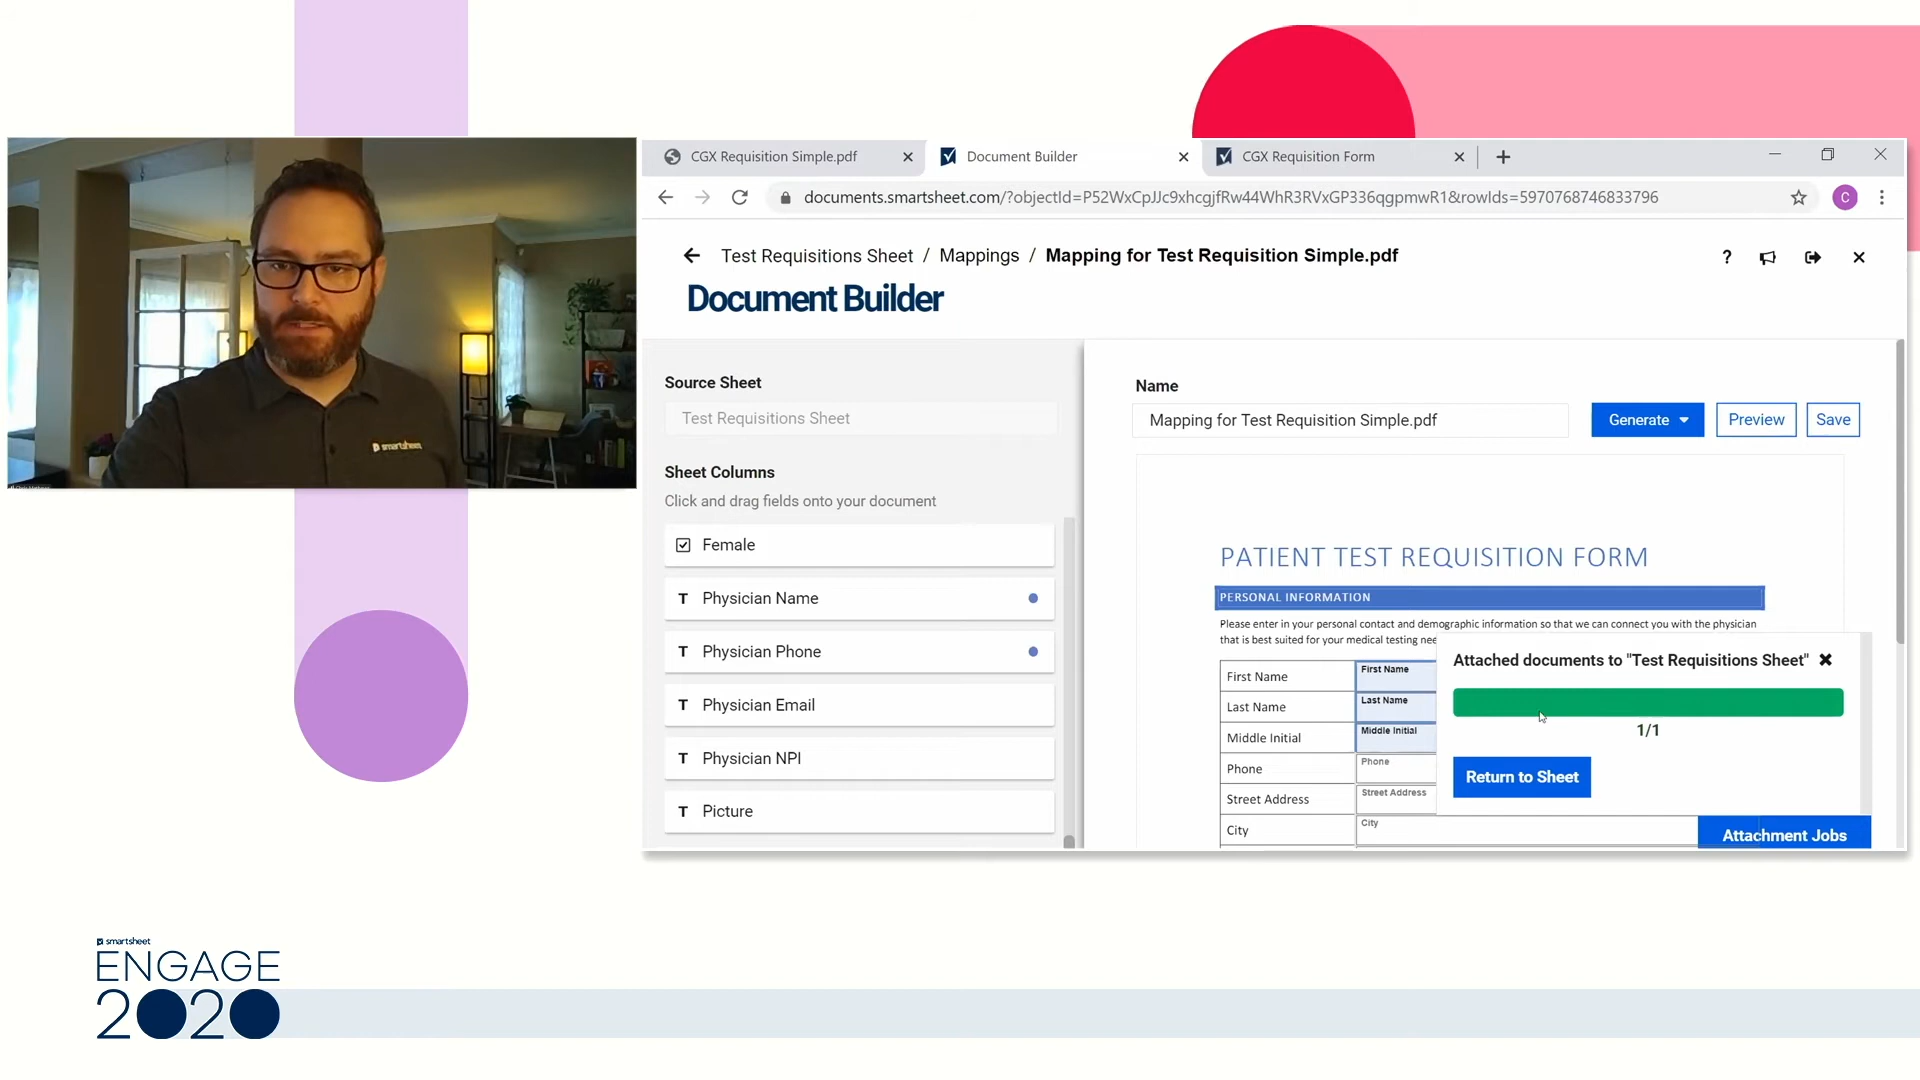 CGX Requisition Simple.pdf
Document Builder
CGX Requisition Form
documents.smartsheet.com/?objectId=P52WxCpJJc9xhcgjfRw44WhR3RVxGP336qgpmwR1&rowIds=5970768746833796
C
Test Requisitions Sheet / Mappings / Mapping for Test Requisition Simple.pdf
?
Document Builder
Source Sheet
Test Requisitions Sheet
Sheet Columns
Click and drag fields onto your document
Female
T Physician Name
T Physician Phone
T Physician Email
T Physician NPI
T Picture
Name
Mapping for Test Requisition Simple.pdf
Generate
Preview
Save
PATIENT TEST REQUISITION FORM
PERSONAL INFORMATION
Please enter in your personal contact and demographic information so that we can connect you with the physician
that is best suited for your medical testing nee
First Name First Name
Last Name Last Name
Middle Initial Middle Initial
Phone Phone
Street Address Street Address
City City
Attached documents to "Test Requisitions Sheet"
1/1
Return to Sheet
Attachment Jobs
smartsheet
smartsheet
ENGAGE
2020